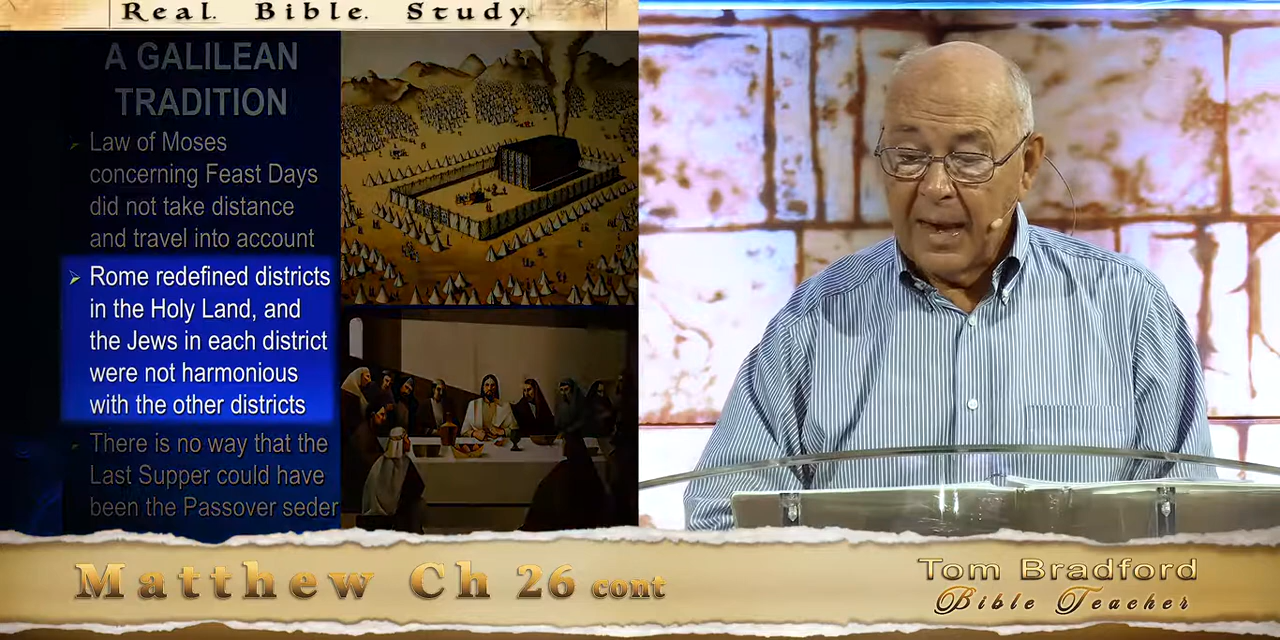 Real. Bible. Study.
A GALILEAN
TRADITION
Law of Moses
concerning Feast Days
did not take distance
and travel into account
Rome redefined districts
in the Holy Land, and
the Jews in each district
were not harmonious
with the other districts
There is no way that the
Last Supper could have
been the Passover seder
Matthew Ch 26 cont
Tom Bradford
Bible Teacher